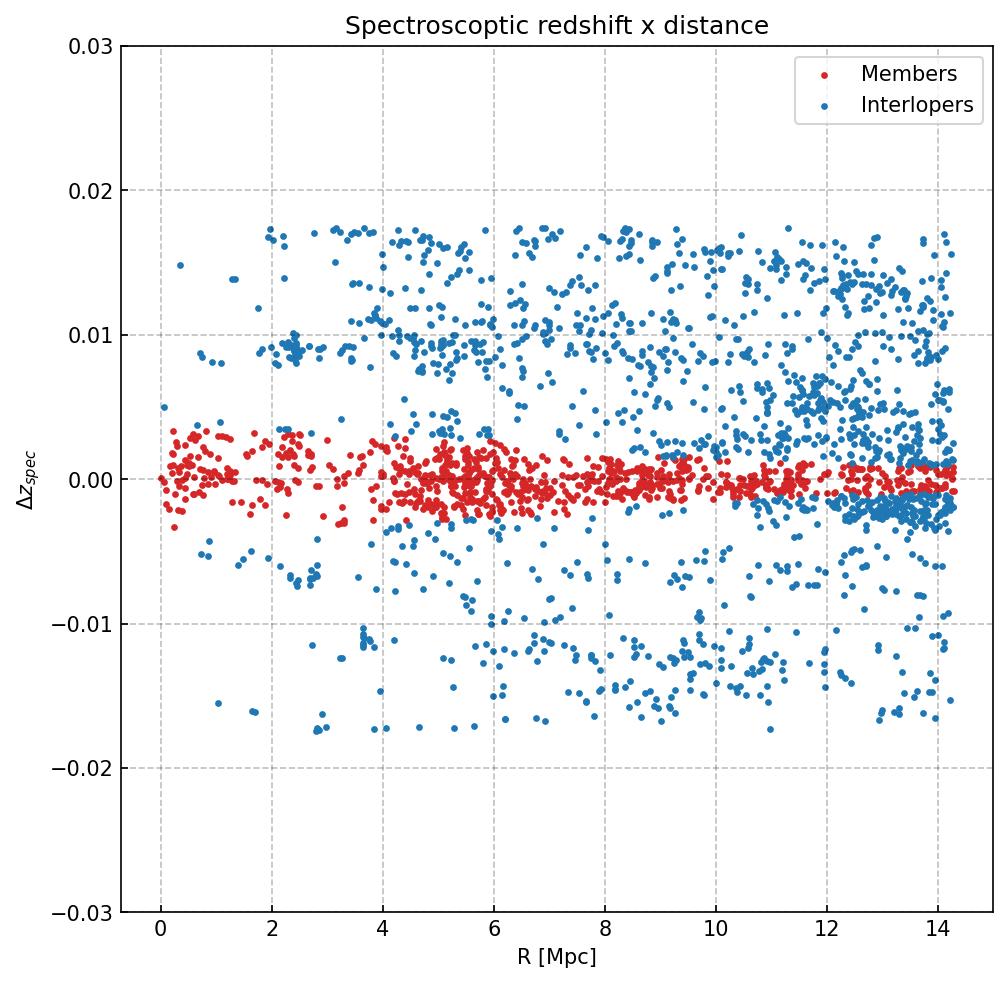 Spectroscoptic redshift x distance
Members
Interlopers
0.03
0.02
0.01
0.00
−0.01
−0.02
−0.03
Δz_spec
0 2 4 6 8 10 12 14
R [Mpc]